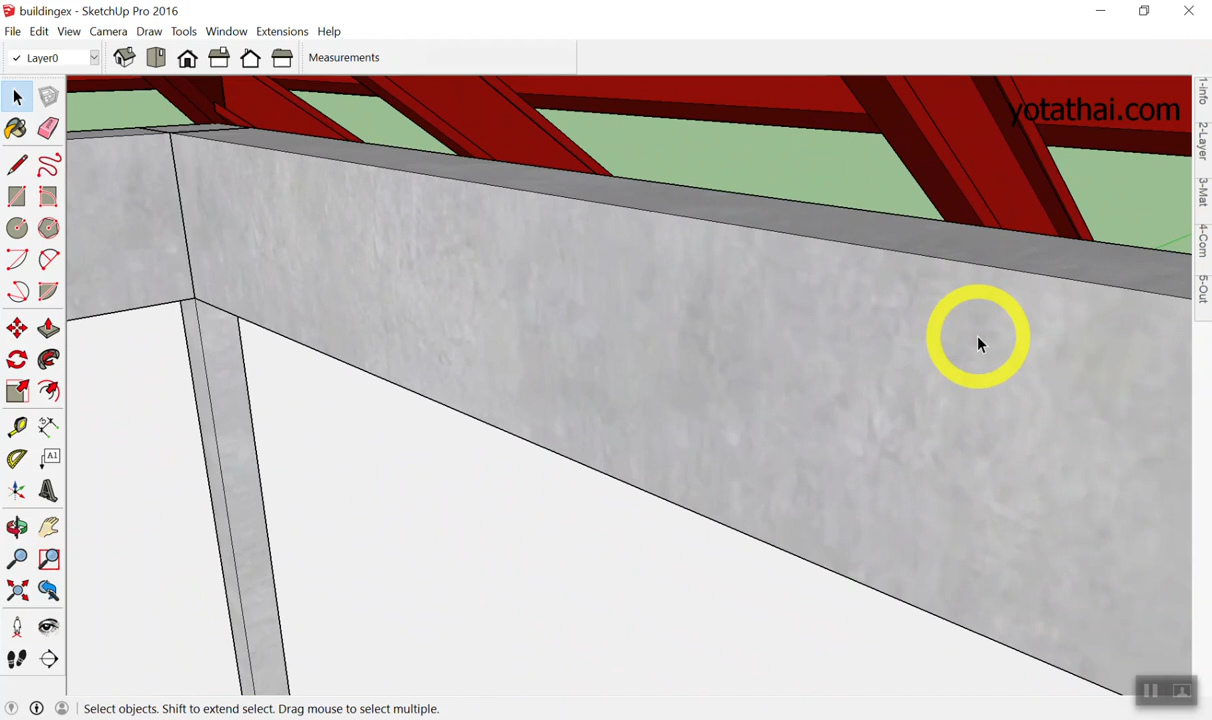 buildingex - SketchUp Pro 2016
File Edit View Camera Draw Tools Window Extensions Help
Layer0
Measurements
yotathai.com
1-Info
2-Layer
3-Mat
4-Com
5-Out
A1
Select objects. Shift to extend select. Drag mouse to select multiple.